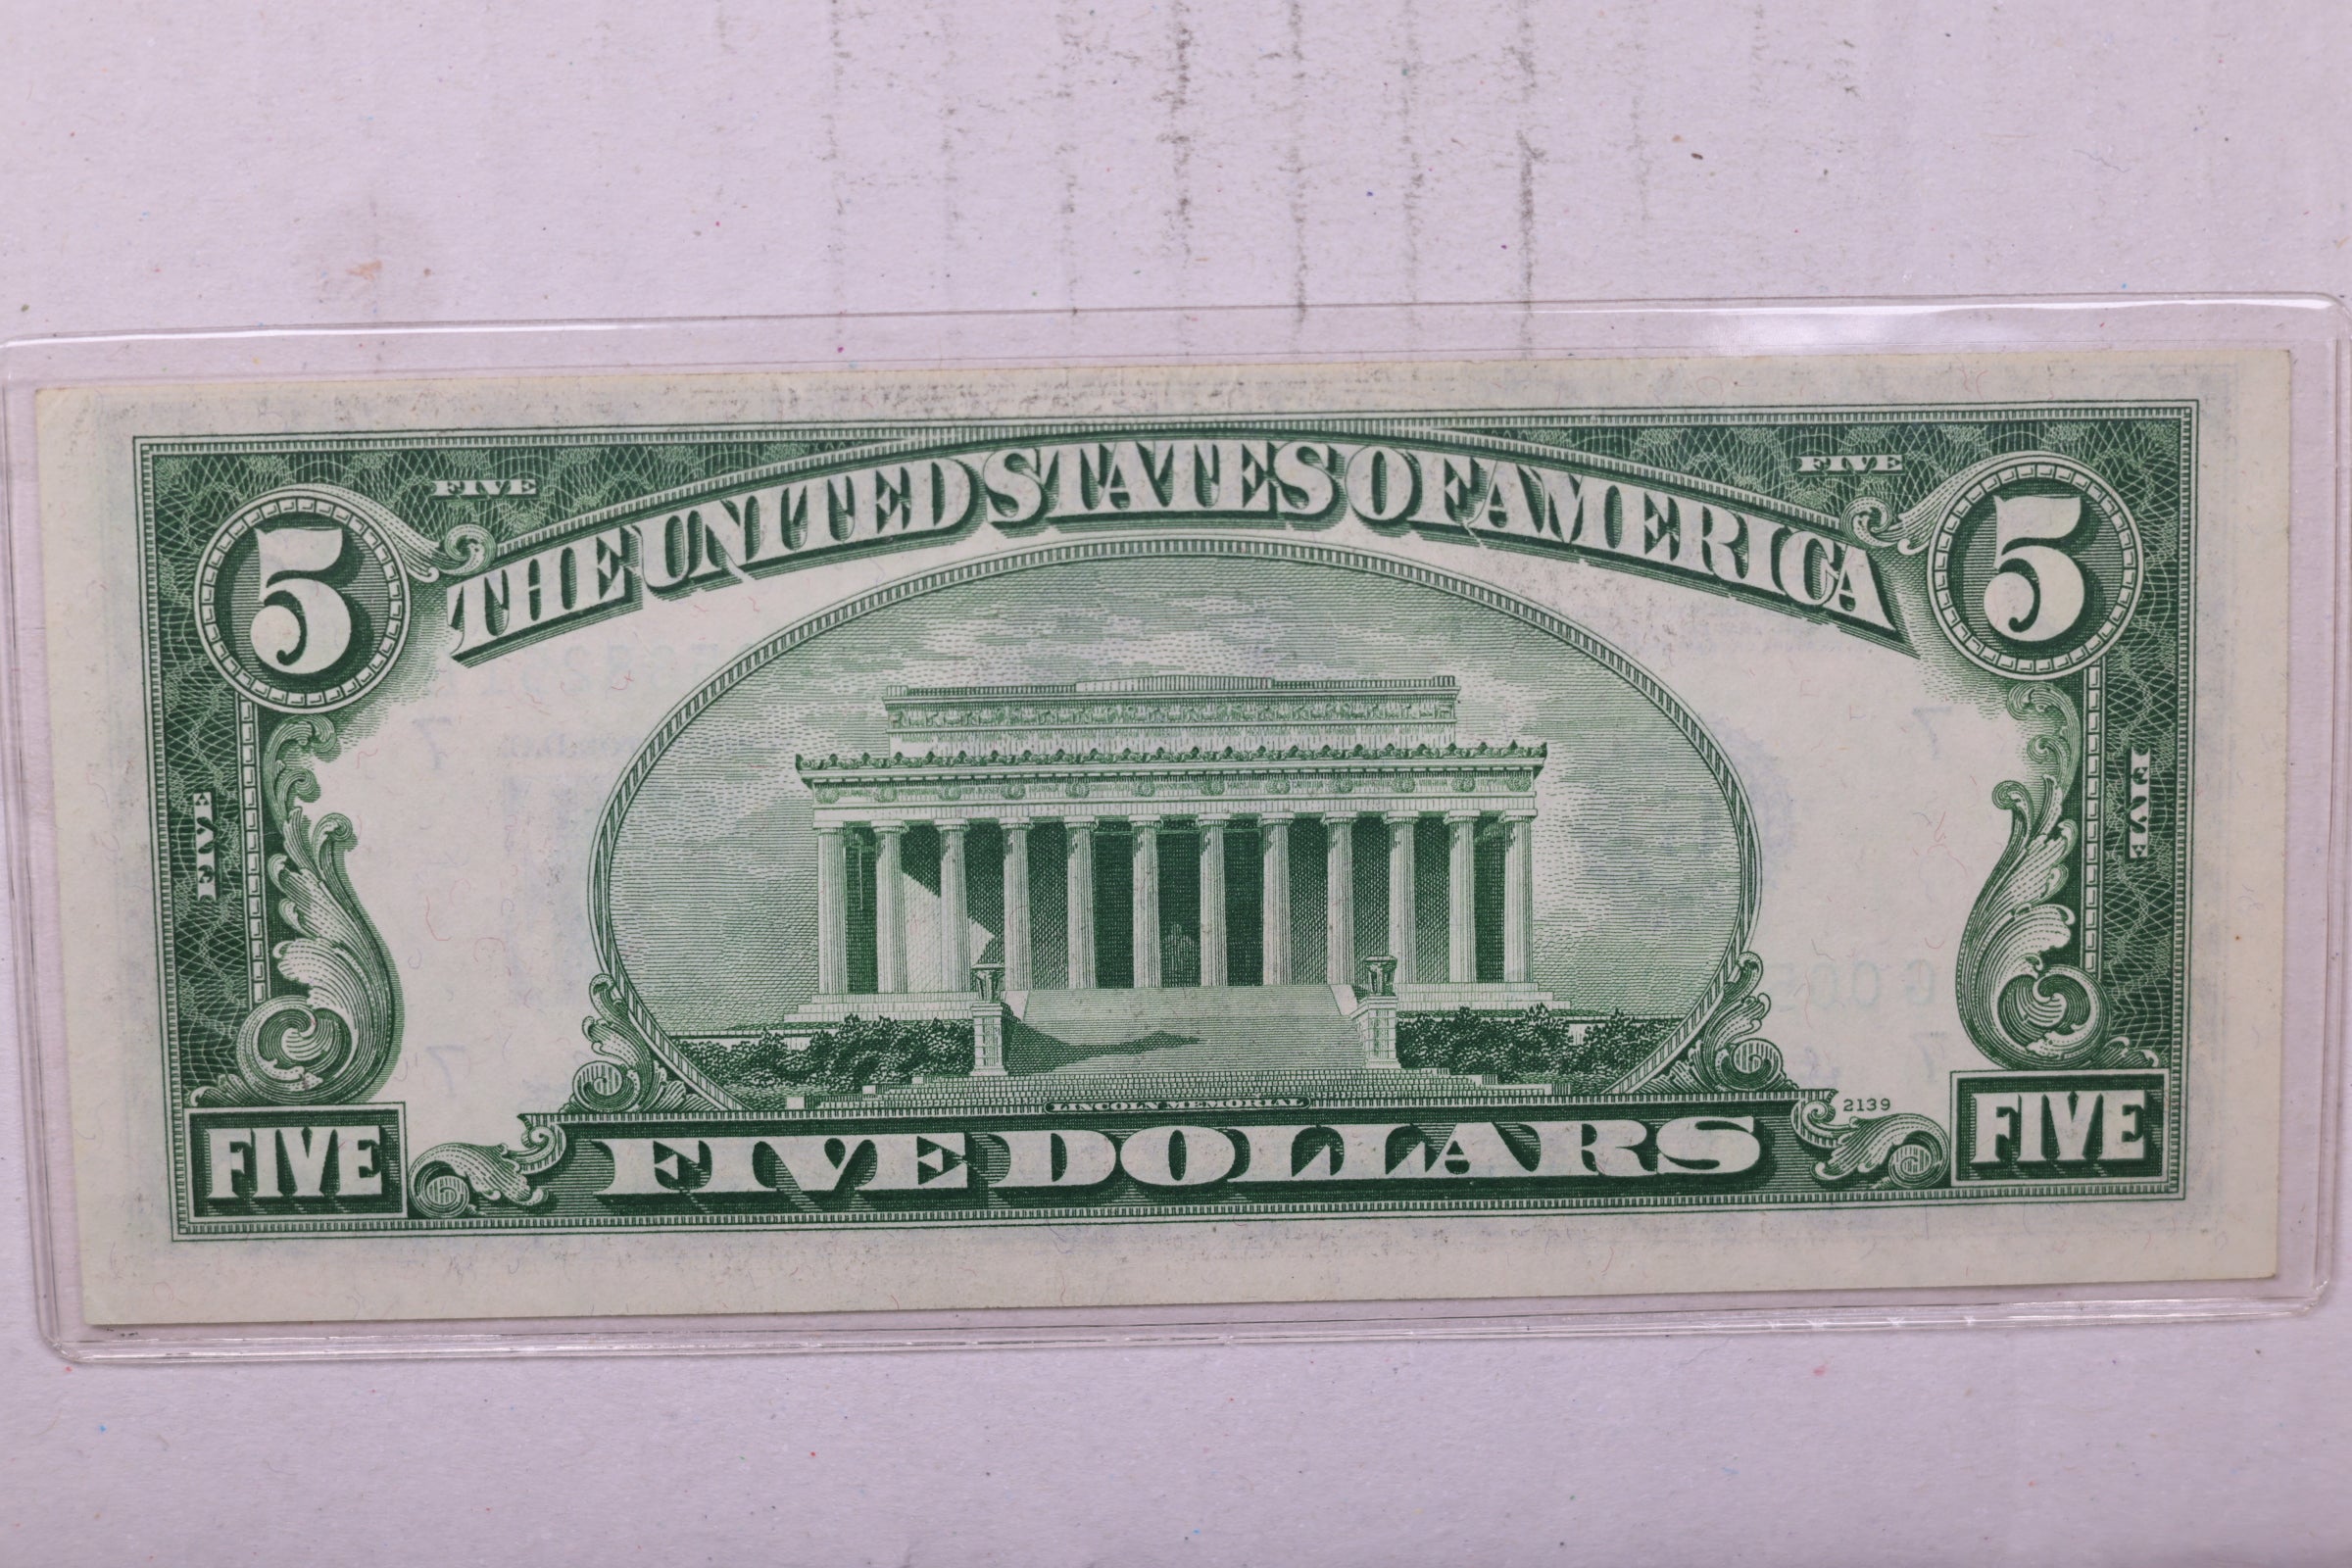 FIVE FIVE
THE UNITED STATES OF AMERICA
5 5
FIVE FIVE
LINCOLN MEMORIAL
2139
FIVE FIVE DOLLARS FIVE